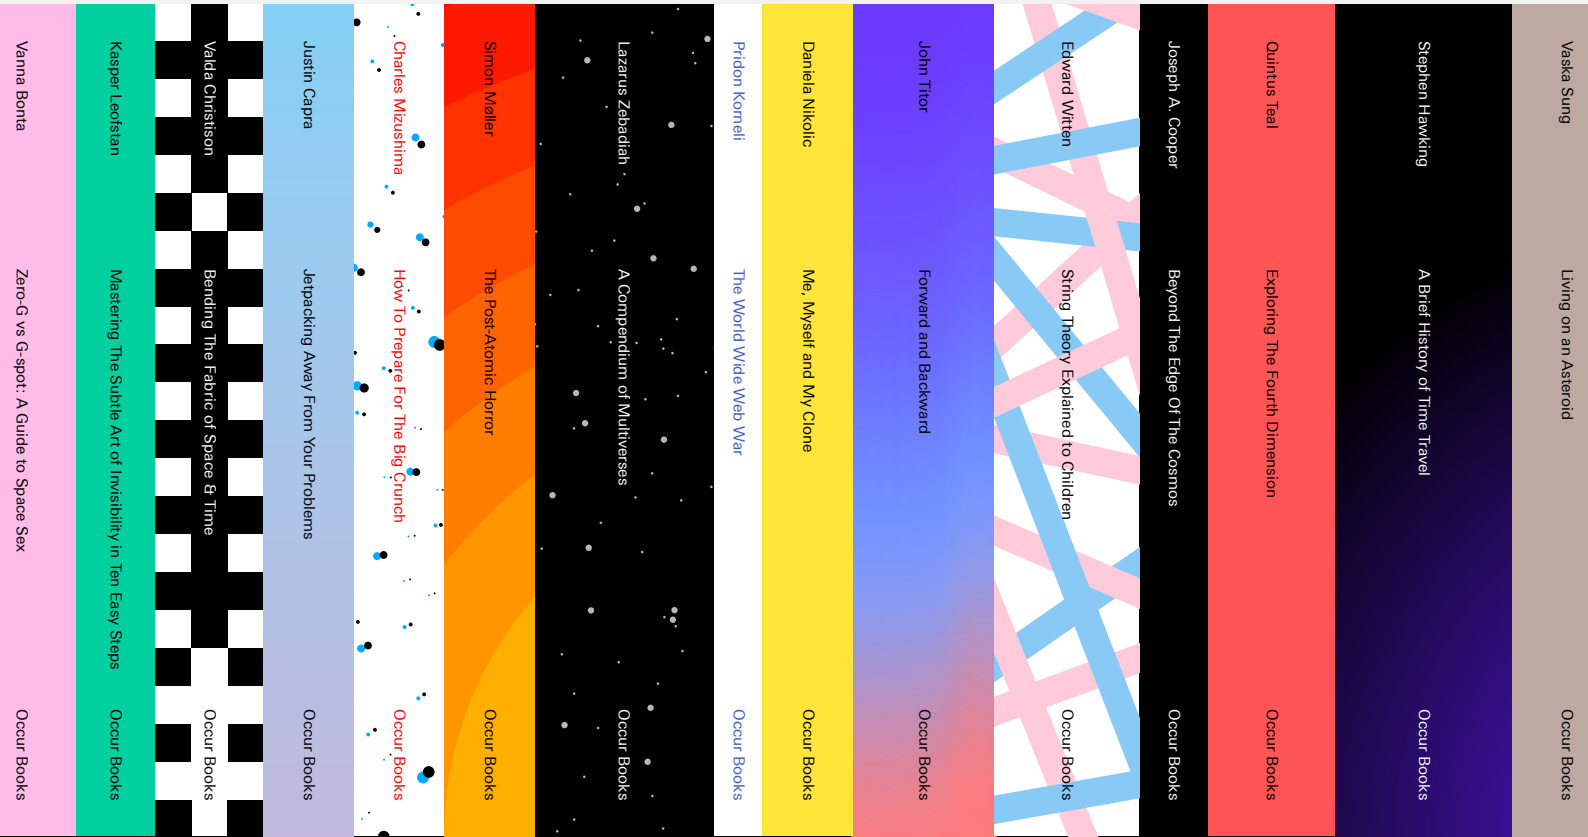 Vanna Bonta
Zero-G vs G-spot: A Guide to Space Sex
Occur Books
Kasper Leofstan
Mastering The Subtle Art of Invisibility in Ten Easy Steps
Occur Books
Valda Christison
Bending The Fabric of Space & Time
Occur Books
Justin Capra
Jetpacking Away From Your Problems
Occur Books
Charles Mizushima
How To Prepare For The Big Crunch
Occur Books
Simon Møller
The Post-Atomic Horror
Occur Books
Lazarus Zebadiah
A Compendium of Multiverses
Occur Books
Pridon Korneli
The World Wide Web War
Occur Books
Daniela Nikolic
Me, Myself and My Clone
Occur Books
John Titor
Forward and Backward
Occur Books
Edward Witten
String Theory Explained to Children
Occur Books
Joseph A. Cooper
Beyond The Edge Of The Cosmos
Occur Books
Quintus Teal
Exploring The Fourth Dimension
Occur Books
Stephen Hawking
A Brief History of Time Travel
Occur Books
Vaska Sung
Living on an Asteroid
Occur Books